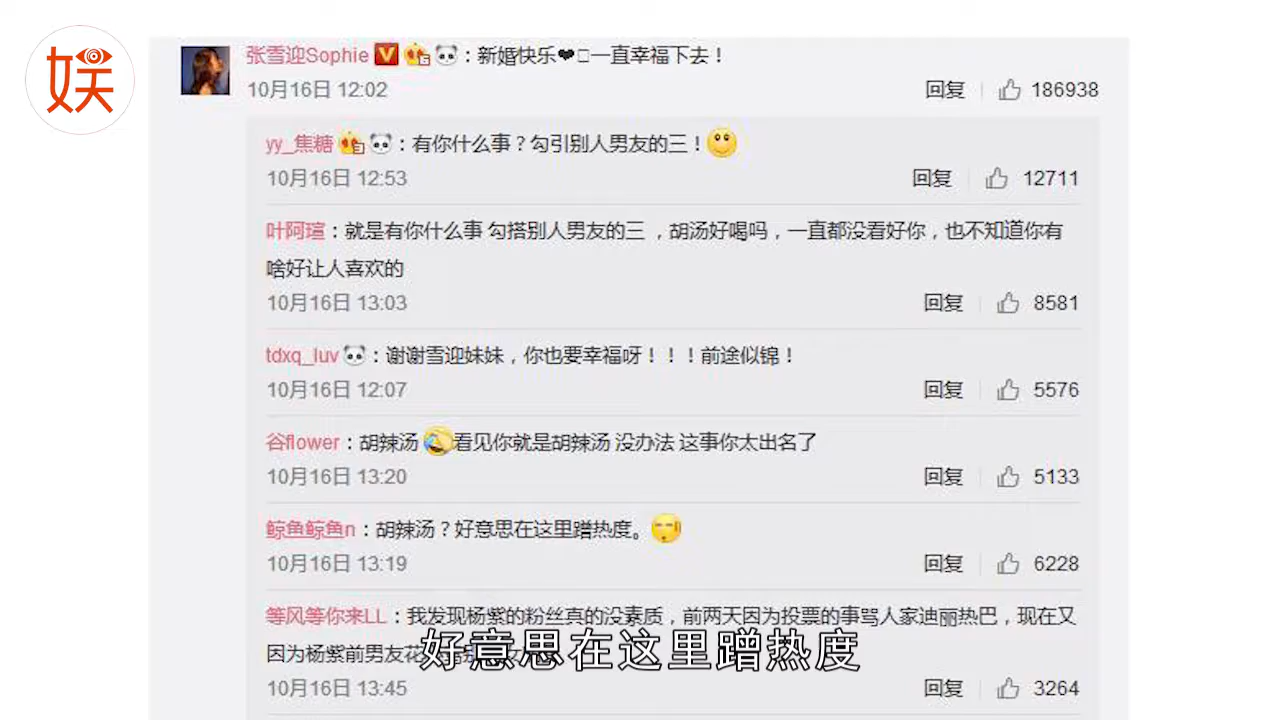 娱
张雪迎Sophie V：新婚快乐❤□一直幸福下去！
10月16日 12:02 回复 186938
yy_焦糖：有你什么事？勾引别人男友的三！
10月16日 12:53 回复 12711
叶阿瑄：就是有你什么事 勾搭别人男友的三 ，胡汤好喝吗，一直都没看好你，也不知道你有
啥好让人喜欢的
10月16日 13:03 回复 8581
tdxq_luv：谢谢雪迎妹妹，你也要幸福呀！！！前途似锦！
10月16日 12:07 回复 5576
谷flower：胡辣汤 看见你就是胡辣汤 没办法 这事你太出名了
10月16日 13:20 回复 5133
鲸鱼鲸鱼n：胡辣汤？好意思在这里蹭热度。
10月16日 13:19 回复 6228
等风等你来LL：我发现杨紫的粉丝真的没素质，前两天因为投票的事骂人家迪丽热巴，现在又
因为杨紫前男友花
好意思在这里蹭热度
10月16日 13:45 回复 3264